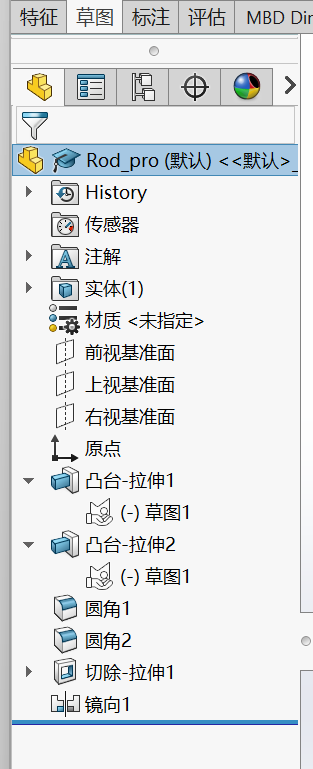 特征 草图 标注 评估 MBD Dim
Rod_pro (默认) <<默认>_
History
传感器
注解
实体(1)
材质 <未指定>
前视基准面
上视基准面
右视基准面
原点
凸台-拉伸1
(-) 草图1
凸台-拉伸2
(-) 草图1
圆角1
圆角2
切除-拉伸1
镜向1